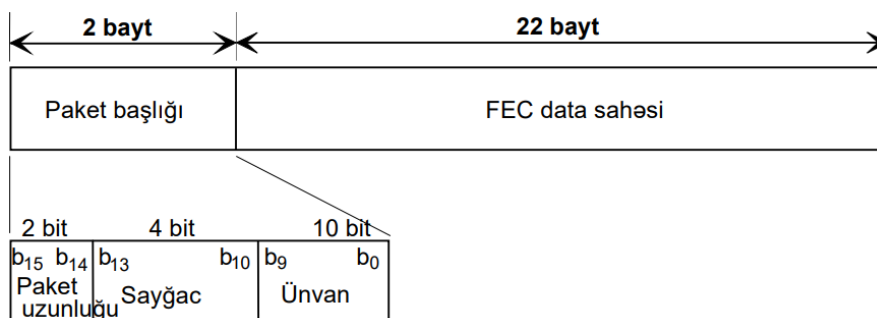 2 bayt 22 bayt
Paket başlığı FEC data sahəsi
2 bit 4 bit 10 bit
b15 b14 b13 b10 b9 b0
Paket uzunluğu Sayğac Ünvan